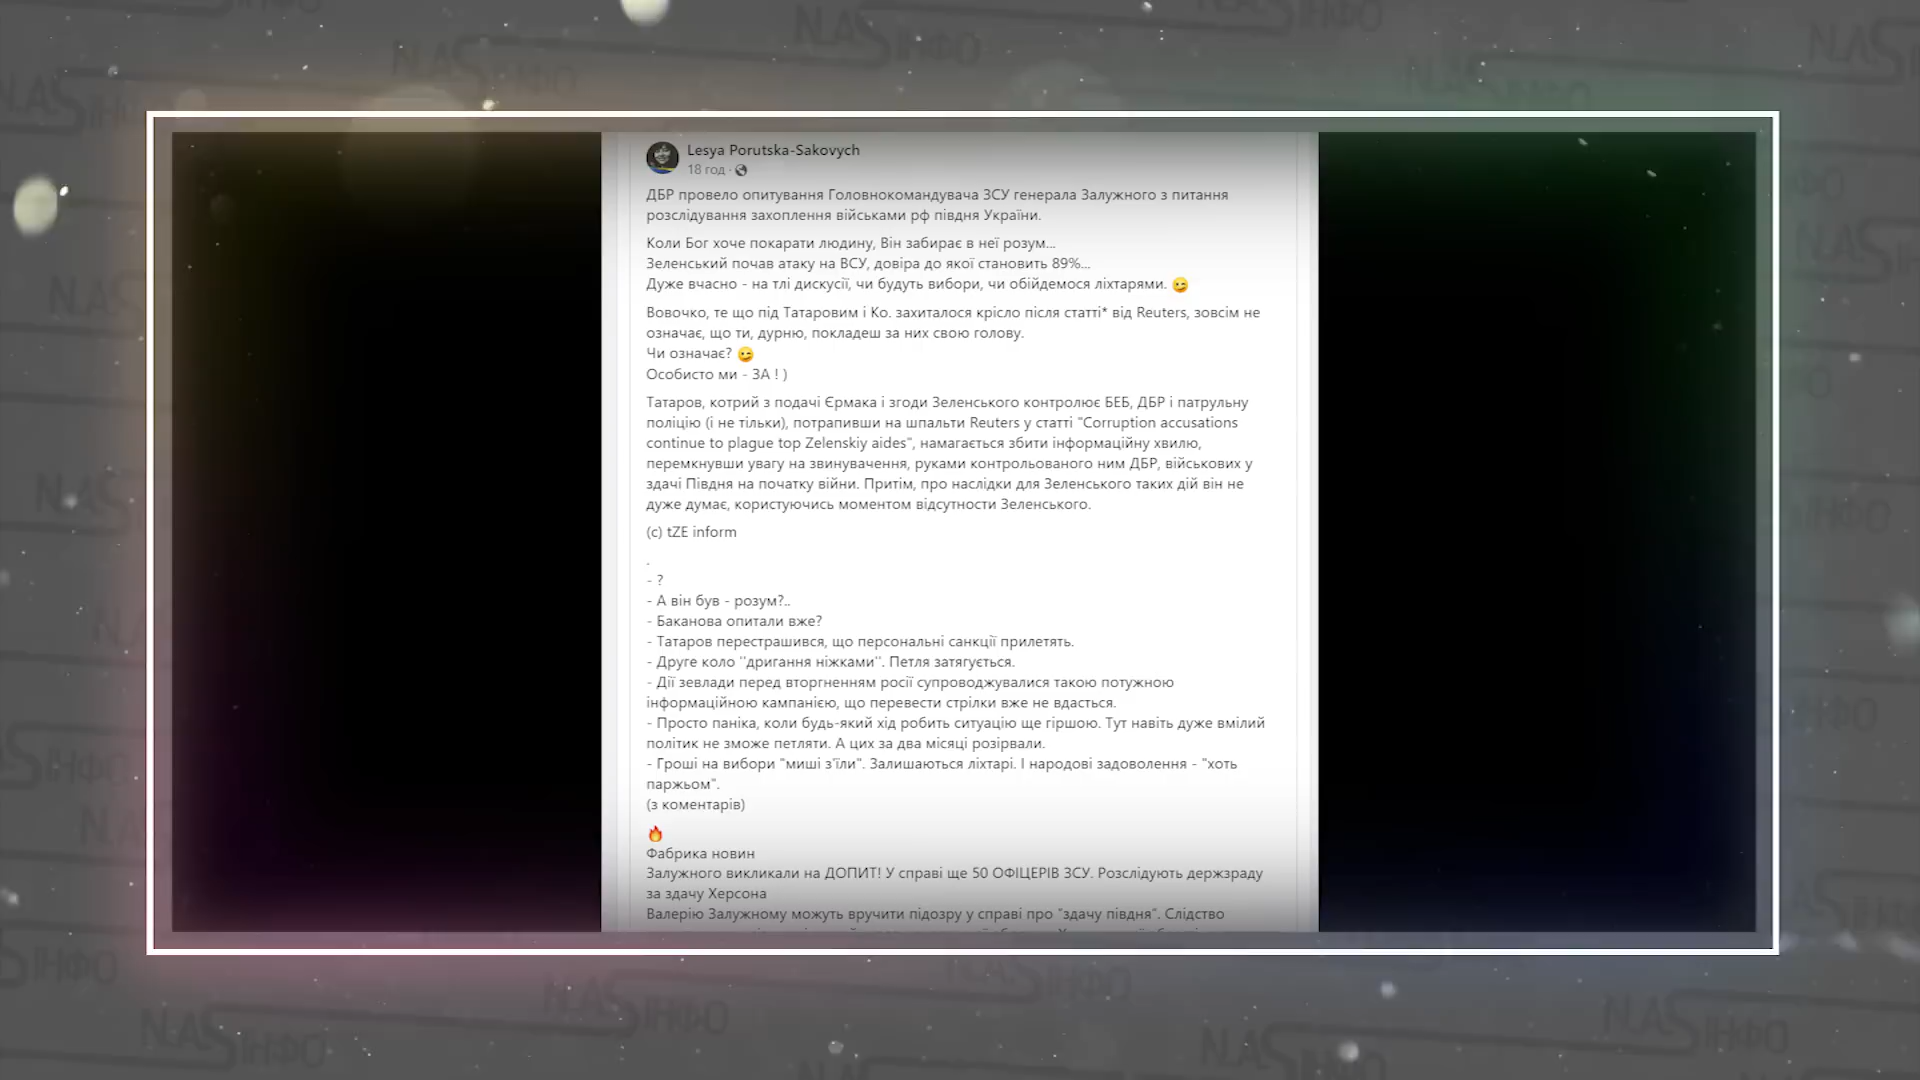 Lesya Porutska-Sakovych
18 год ·
ДБР провело опитування Головнокомандувача ЗСУ генерала Залужного з питання
розслідування захоплення військами рф півдня України.
Коли Бог хоче покарати людину, Він забирає в неї розум...
Зеленський почав атаку на ВСУ, довіра до якої становить 89%...
Дуже вчасно - на тлі дискусії, чи будуть вибори, чи обійдемося ліхтарями. 😜
Вовочко, те що під Татаровим і Ко. захиталося крісло після статті* від Reuters, зовсім не
означає, що ти, дурню, покладеш за них свою голову.
Чи означає? 😜
Особисто ми - ЗА ! )
Татаров, котрий з подачі Єрмака і згоди Зеленського контролює БЕБ, ДБР і патрульну
поліцію (і не тільки), потрапивши на шпальти Reuters у статті "Corruption accusations
continue to plague top Zelenskiy aides", намагається збити інформаційну хвилю,
перемкнувши увагу на звинувачення, руками контрольованого ним ДБР, військових у
здачі Півдня на початку війни. Притім, про наслідки для Зеленського таких дій він не
дуже думає, користуючись моментом відсутности Зеленського.
(c) tZE inform
.
- ?
- А він був - розум?..
- Баканова опитали вже?
- Татаров перестрашився, що персональні санкції прилетять.
- Друге коло ''дригання ніжками''. Петля затягується.
- Дії зевлади перед вторгненням росії супроводжувалися такою потужною
інформаційною кампанією, що перевести стрілки вже не вдасться.
- Просто паніка, коли будь-який хід робить ситуацію ще гіршою. Тут навіть дуже вмілий
політик не зможе петляти. А цих за два місяці розірвали.
- Гроші на вибори "миші з'їли". Залишаються ліхтарі. І народові задоволення - "хоть
паржьом".
(з коментарів)
🔥
Фабрика новин
Залужного викликали на ДОПИТ! У справі ще 50 ОФІЦЕРІВ ЗСУ. Розслідують держзраду
за здачу Херсона
Валерію Залужному можуть вручити підозру у справі про "здачу півдня". Слідство